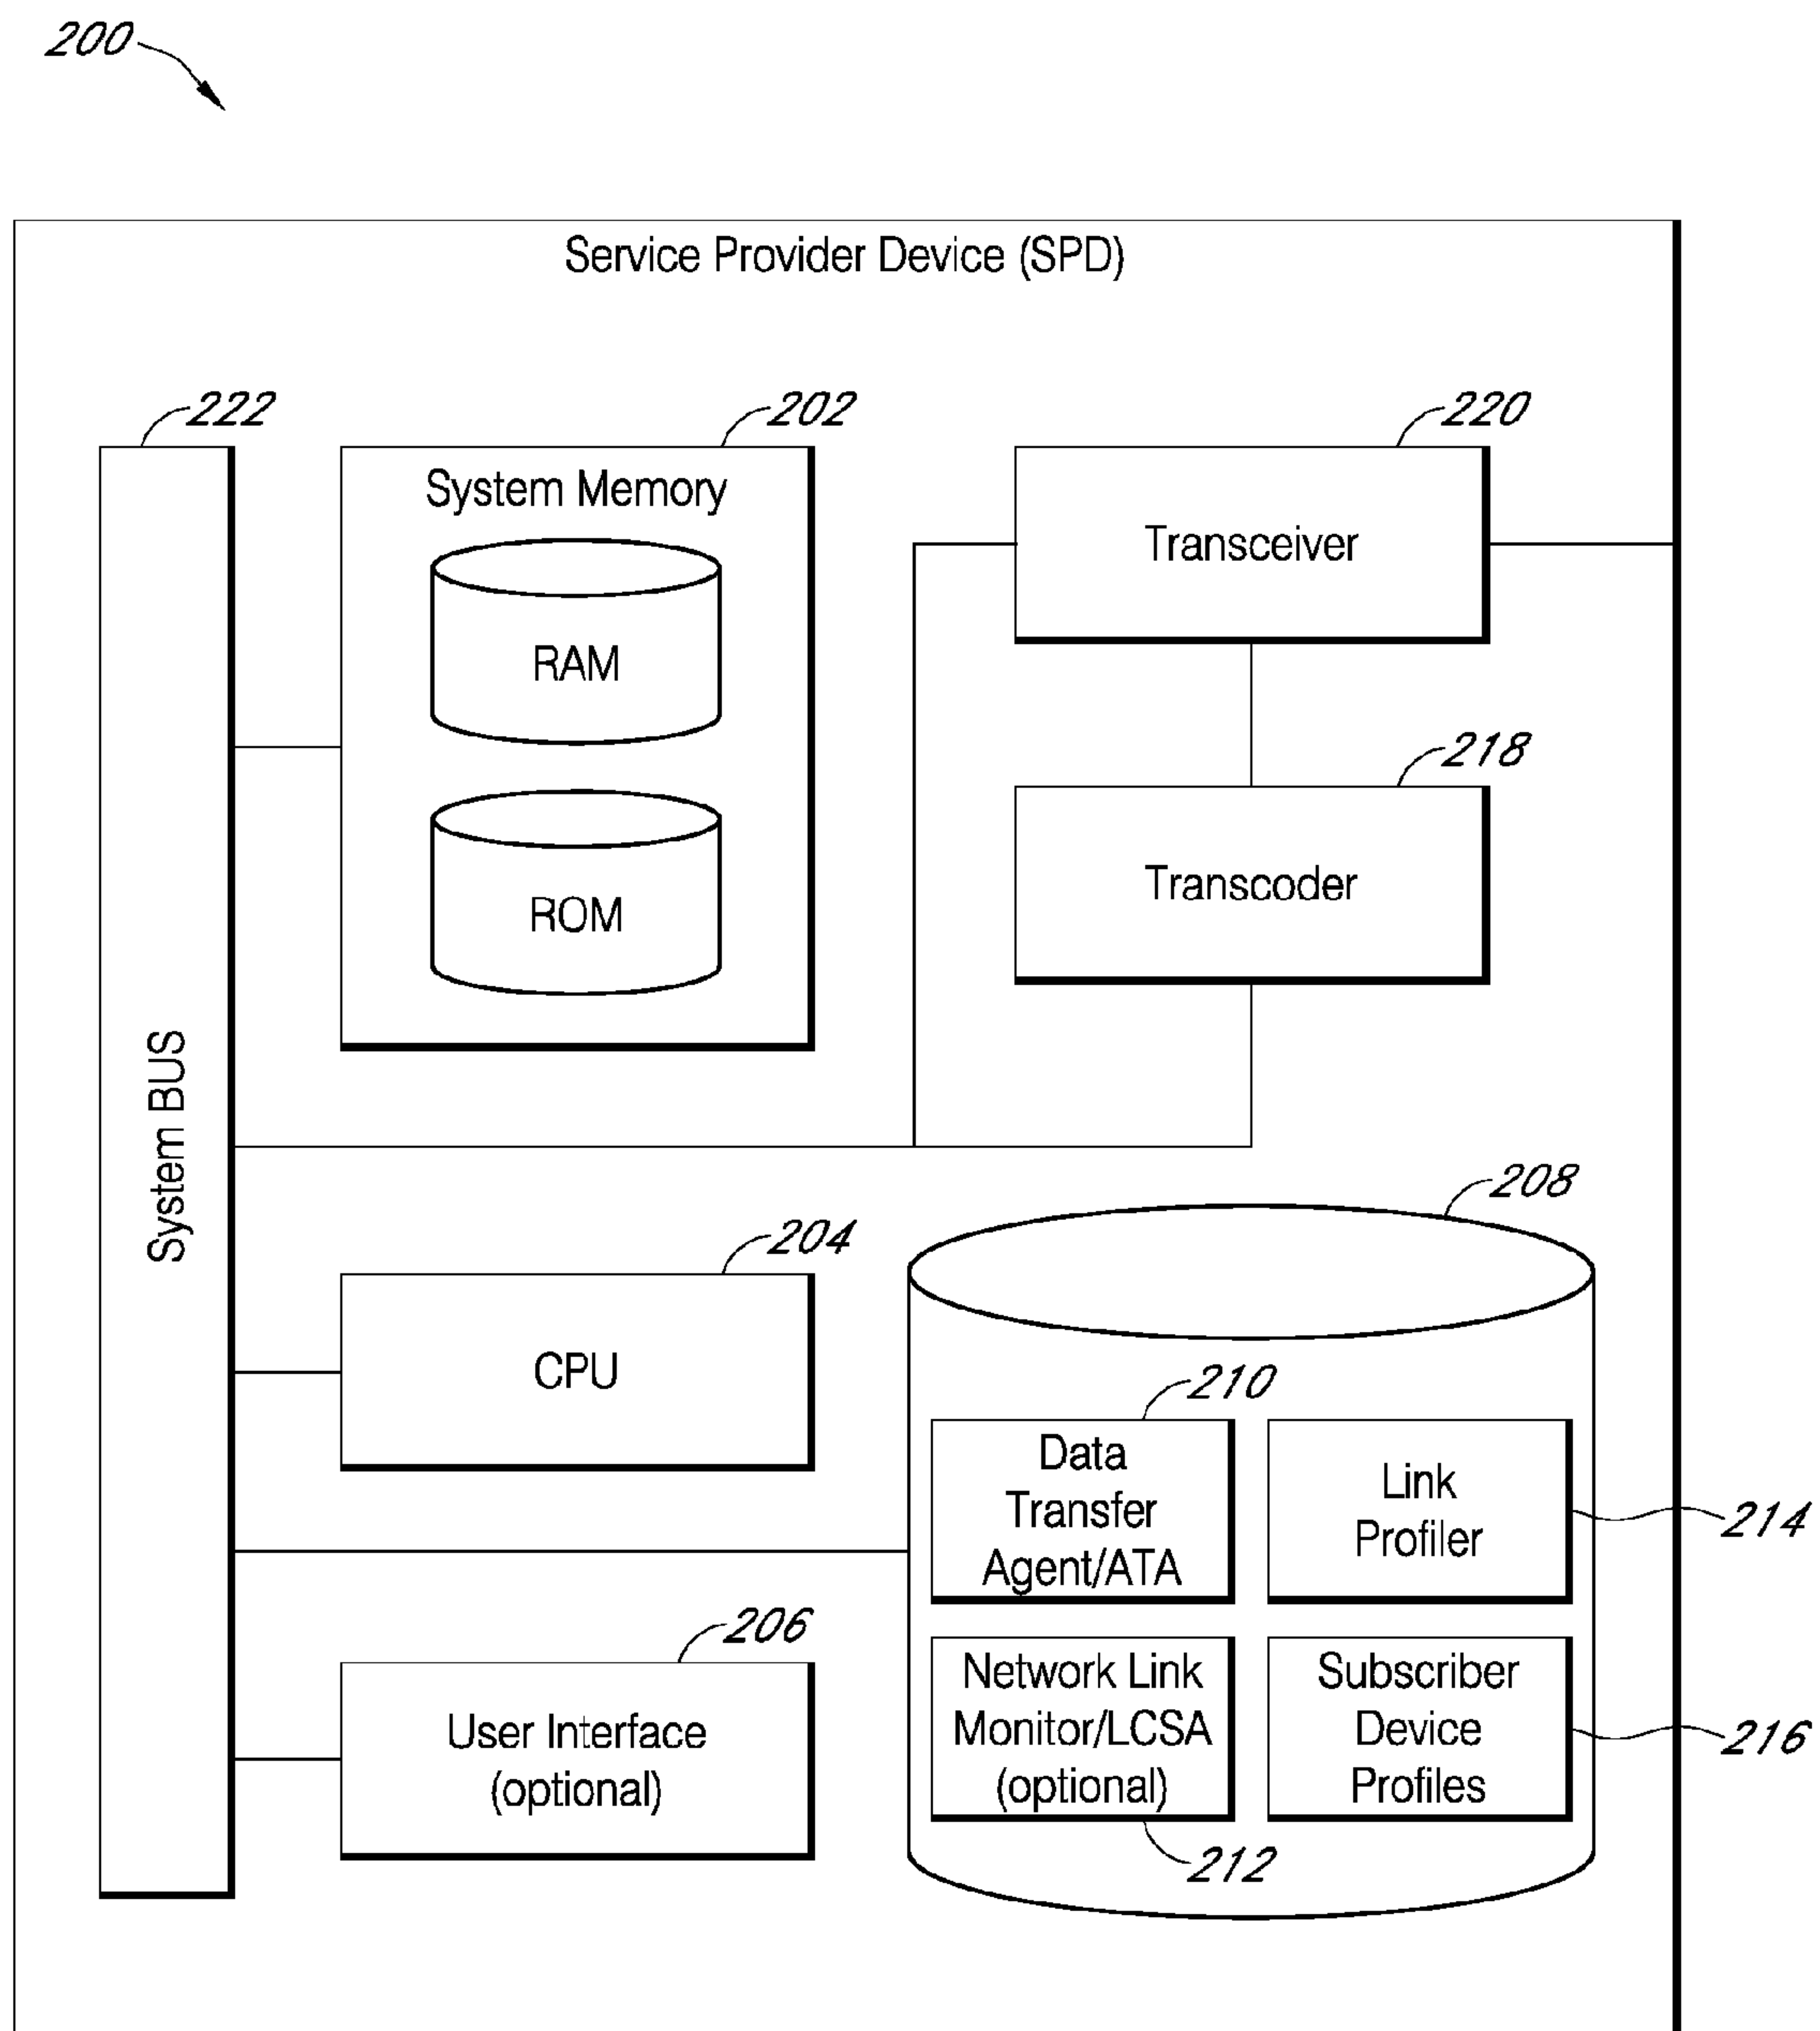 200
Service Provider Device (SPD)
222
202
220
System Memory
RAM
ROM
Transceiver
218
Transcoder
System BUS
208
204
CPU
210
Data
Transfer
Agent/ATA
Link
Profiler
214
206
User Interface
(optional)
Network Link
Monitor/LCSA
(optional)
212
Subscriber
Device
Profiles
216